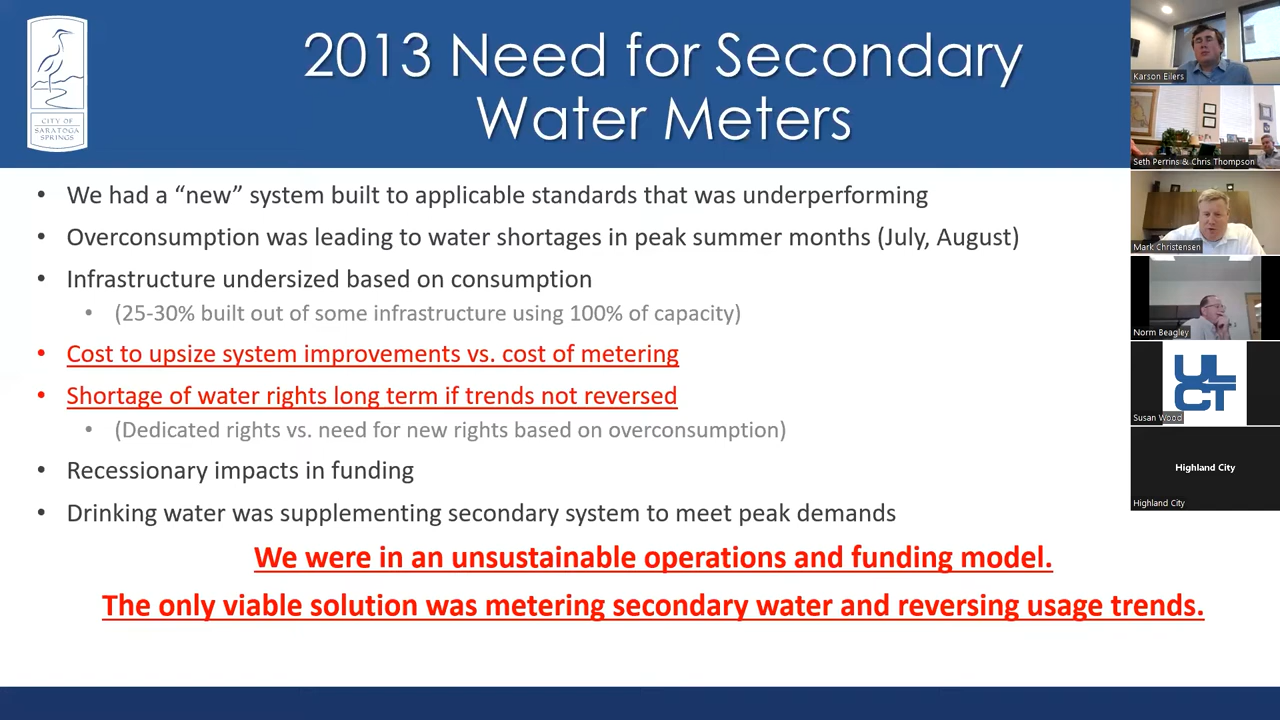 2013 Need for Secondary
Water Meters
CITY OF
SARATOGA
SPRINGS
• We had a “new” system built to applicable standards that was underperforming
• Overconsumption was leading to water shortages in peak summer months (July, August)
• Infrastructure undersized based on consumption
• (25-30% built out of some infrastructure using 100% of capacity)
• Cost to upsize system improvements vs. cost of metering
• Shortage of water rights long term if trends not reversed
• (Dedicated rights vs. need for new rights based on overconsumption)
• Recessionary impacts in funding
• Drinking water was supplementing secondary system to meet peak demands
We were in an unsustainable operations and funding model.
The only viable solution was metering secondary water and reversing usage trends.
Karson Eilers
Seth Perrins & Chris Thompson
Mark Christensen
Norm Beagley
ULCT
Susan Wood
Highland City
Highland City